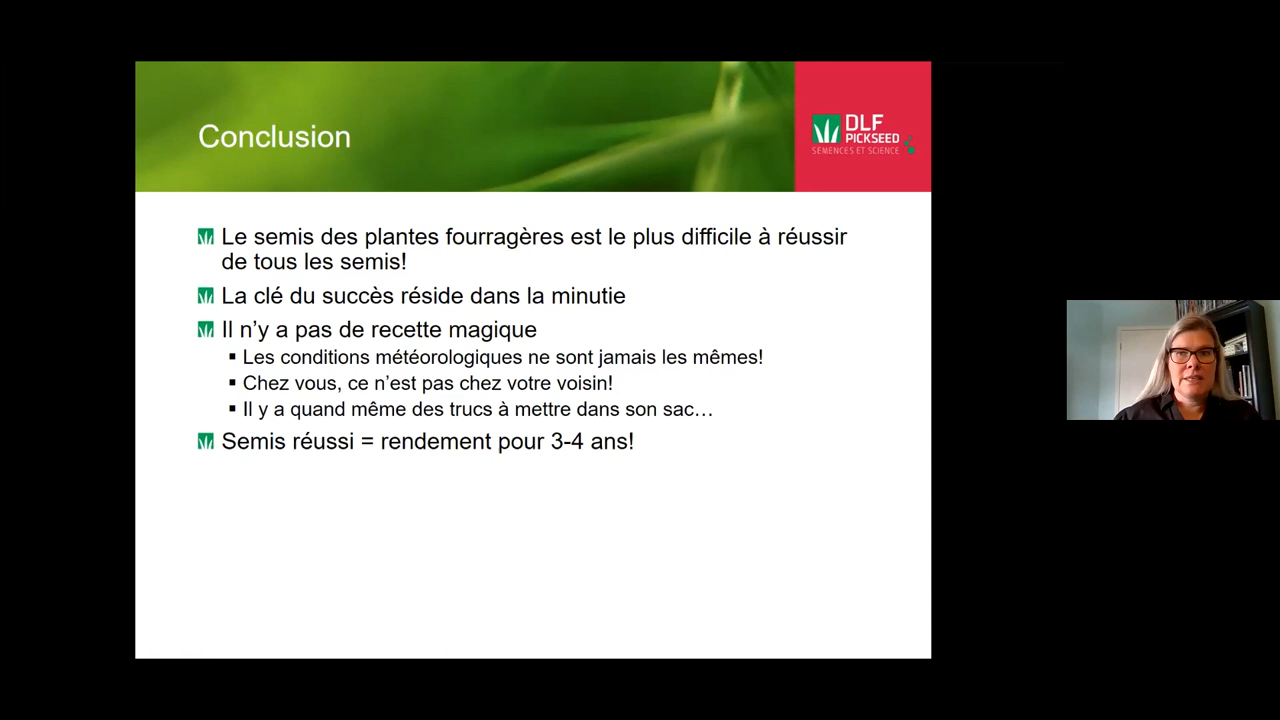 Conclusion
DLF
PICKSEED
SEMENCES ET SCIENCE
Le semis des plantes fourragères est le plus difficile à réussir
de tous les semis!
La clé du succès réside dans la minutie
Il n’y a pas de recette magique
Les conditions météorologiques ne sont jamais les mêmes!
Chez vous, ce n’est pas chez votre voisin!
Il y a quand même des trucs à mettre dans son sac…
Semis réussi = rendement pour 3-4 ans!